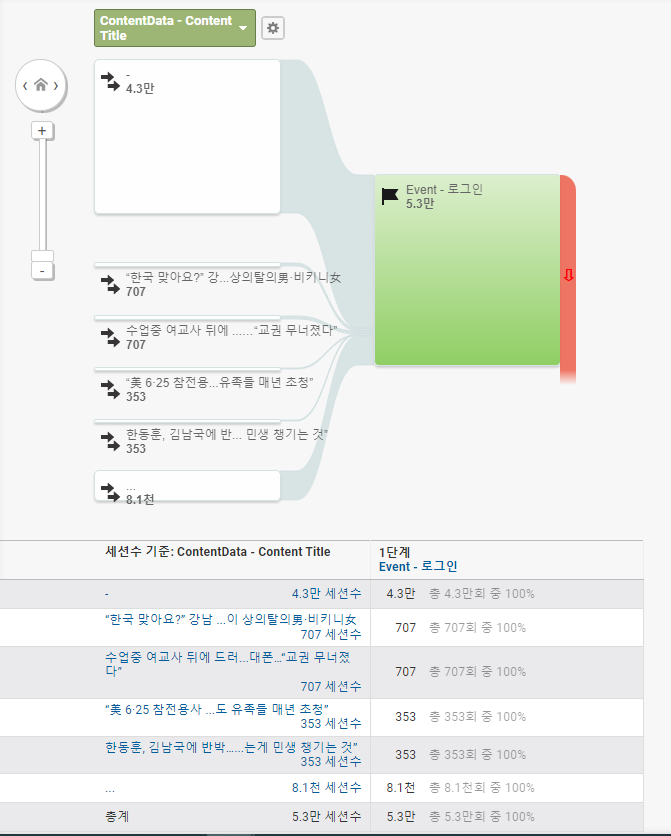 ContentData - Content
Title
-
4.3만
Event - 로그인
5.3만
+
-
“한국 맞아요?” 강...상의탈의男·비키니女
707
수업중 여교사 뒤에 ……“교권 무너졌다”
707
“美 6·25 참전용...유족들 매년 초청”
353
한동훈, 김남국에 반... 민생 챙기는 것”
353
...
8.1천
세션수 기준: ContentData - Content Title
1단계
Event - 로그인
- 4.3만 세션수 4.3만 총 4.3만회 중 100%
“한국 맞아요?” 강남 ...이 상의탈의男·비키니女
707 세션수 707 총 707회 중 100%
수업중 여교사 뒤에 드러...대폰…“교권 무너졌
다”
707 세션수 707 총 707회 중 100%
“美 6·25 참전용사 ...도 유족들 매년 초청”
353 세션수 353 총 353회 중 100%
한동훈, 김남국에 반박……는게 민생 챙기는 것”
353 세션수 353 총 353회 중 100%
... 8.1천 세션수 8.1천 총 8.1천회 중 100%
총계 5.3만 세션수 5.3만 총 5.3만회 중 100%